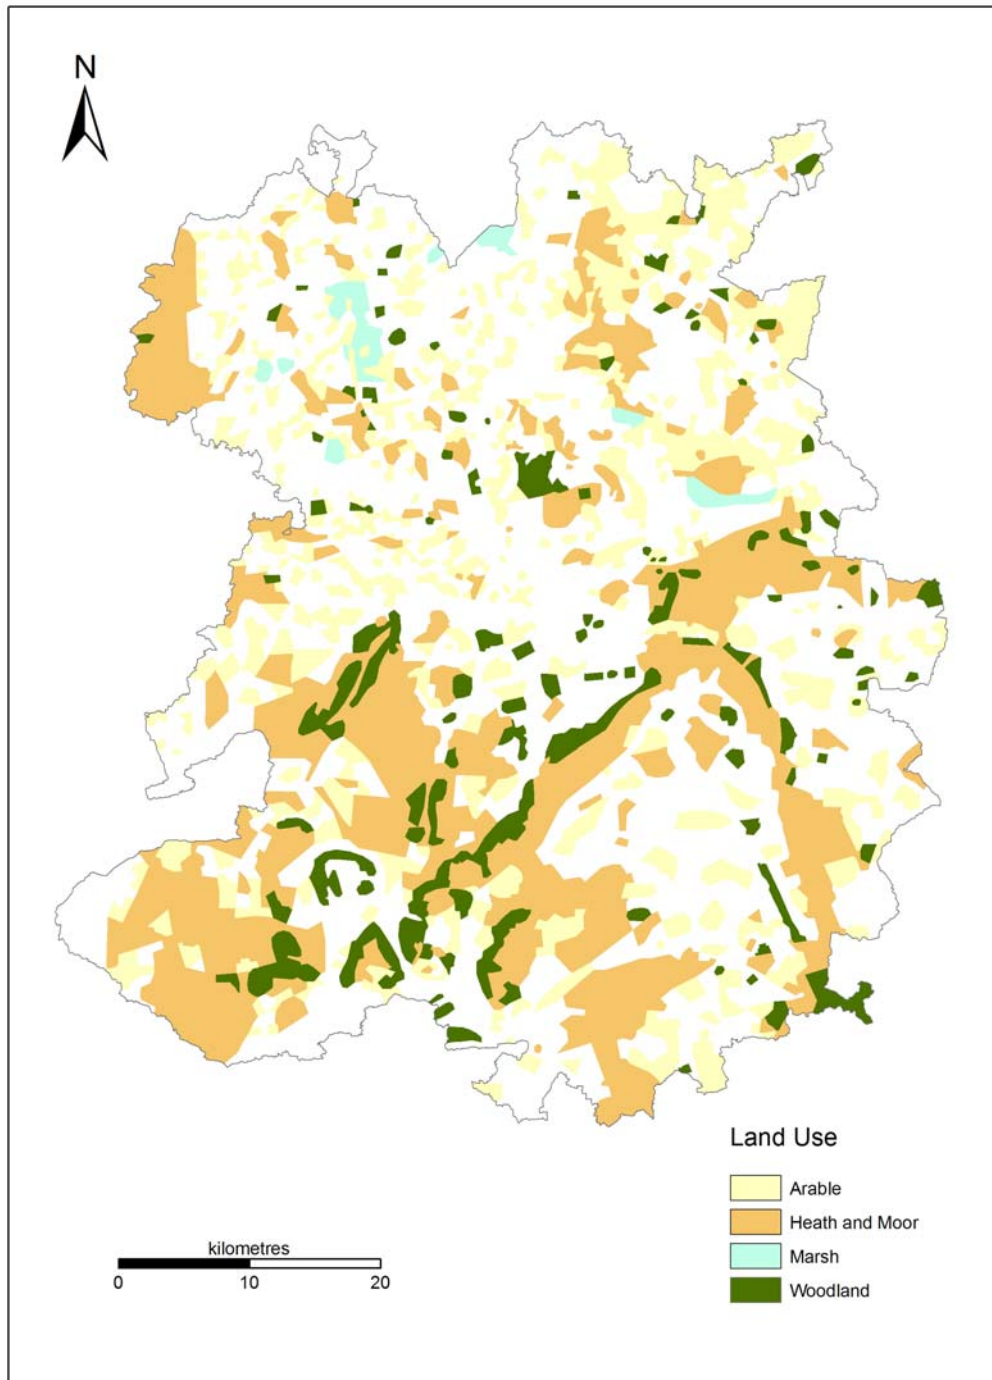 N
Land Use
Arable
Heath and Moor
Marsh
Woodland
kilometres
0 10 20